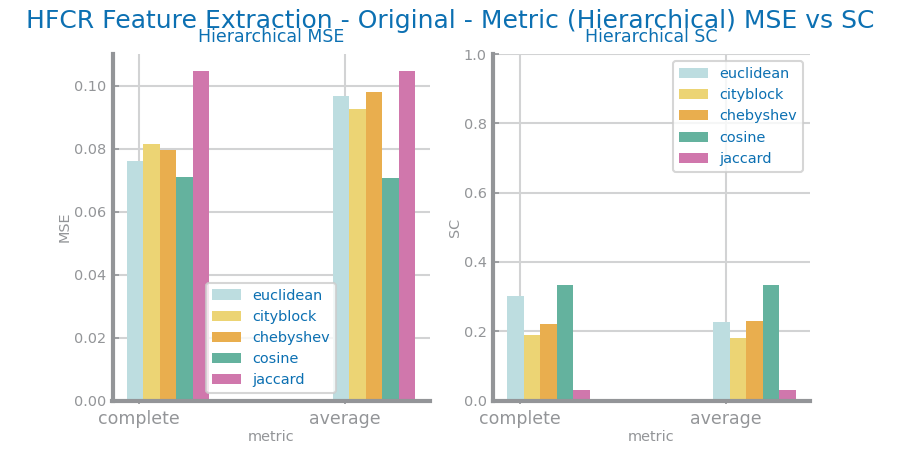 HFCR Feature Extraction - Original - Metric (Hierarchical) MSE vs SC
Hierarchical MSE
0.10
0.08
0.06
0.04
0.02
0.00
MSE
euclidean
cityblock
chebyshev
cosine
jaccard
complete
average
metric
Hierarchical SC
1.0
0.8
0.6
0.4
0.2
0.0
SC
euclidean
cityblock
chebyshev
cosine
jaccard
complete
average
metric